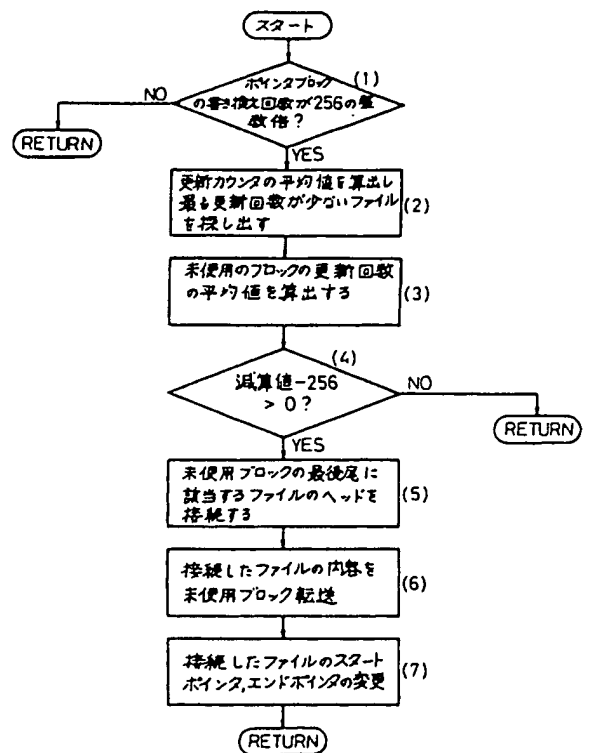 スタート
ポインタブロック
の書き換え回数が256の整
数倍?
(1)
NO
RETURN
YES
更新カウンタの平均値を算出し
最も更新回数が少ないファイル
を探し出す
(2)
未使用のブロックの更新回数
の平均値を算出する
(3)
(4)
減算値-256
> 0?
NO
RETURN
YES
未使用ブロックの最後尾に
該当するファイルのヘッドを
接続する
(5)
接続したファイルの内容を
未使用ブロック転送
(6)
接続したファイルのスタート
ポインタ,エンドポインタの変更
(7)
RETURN